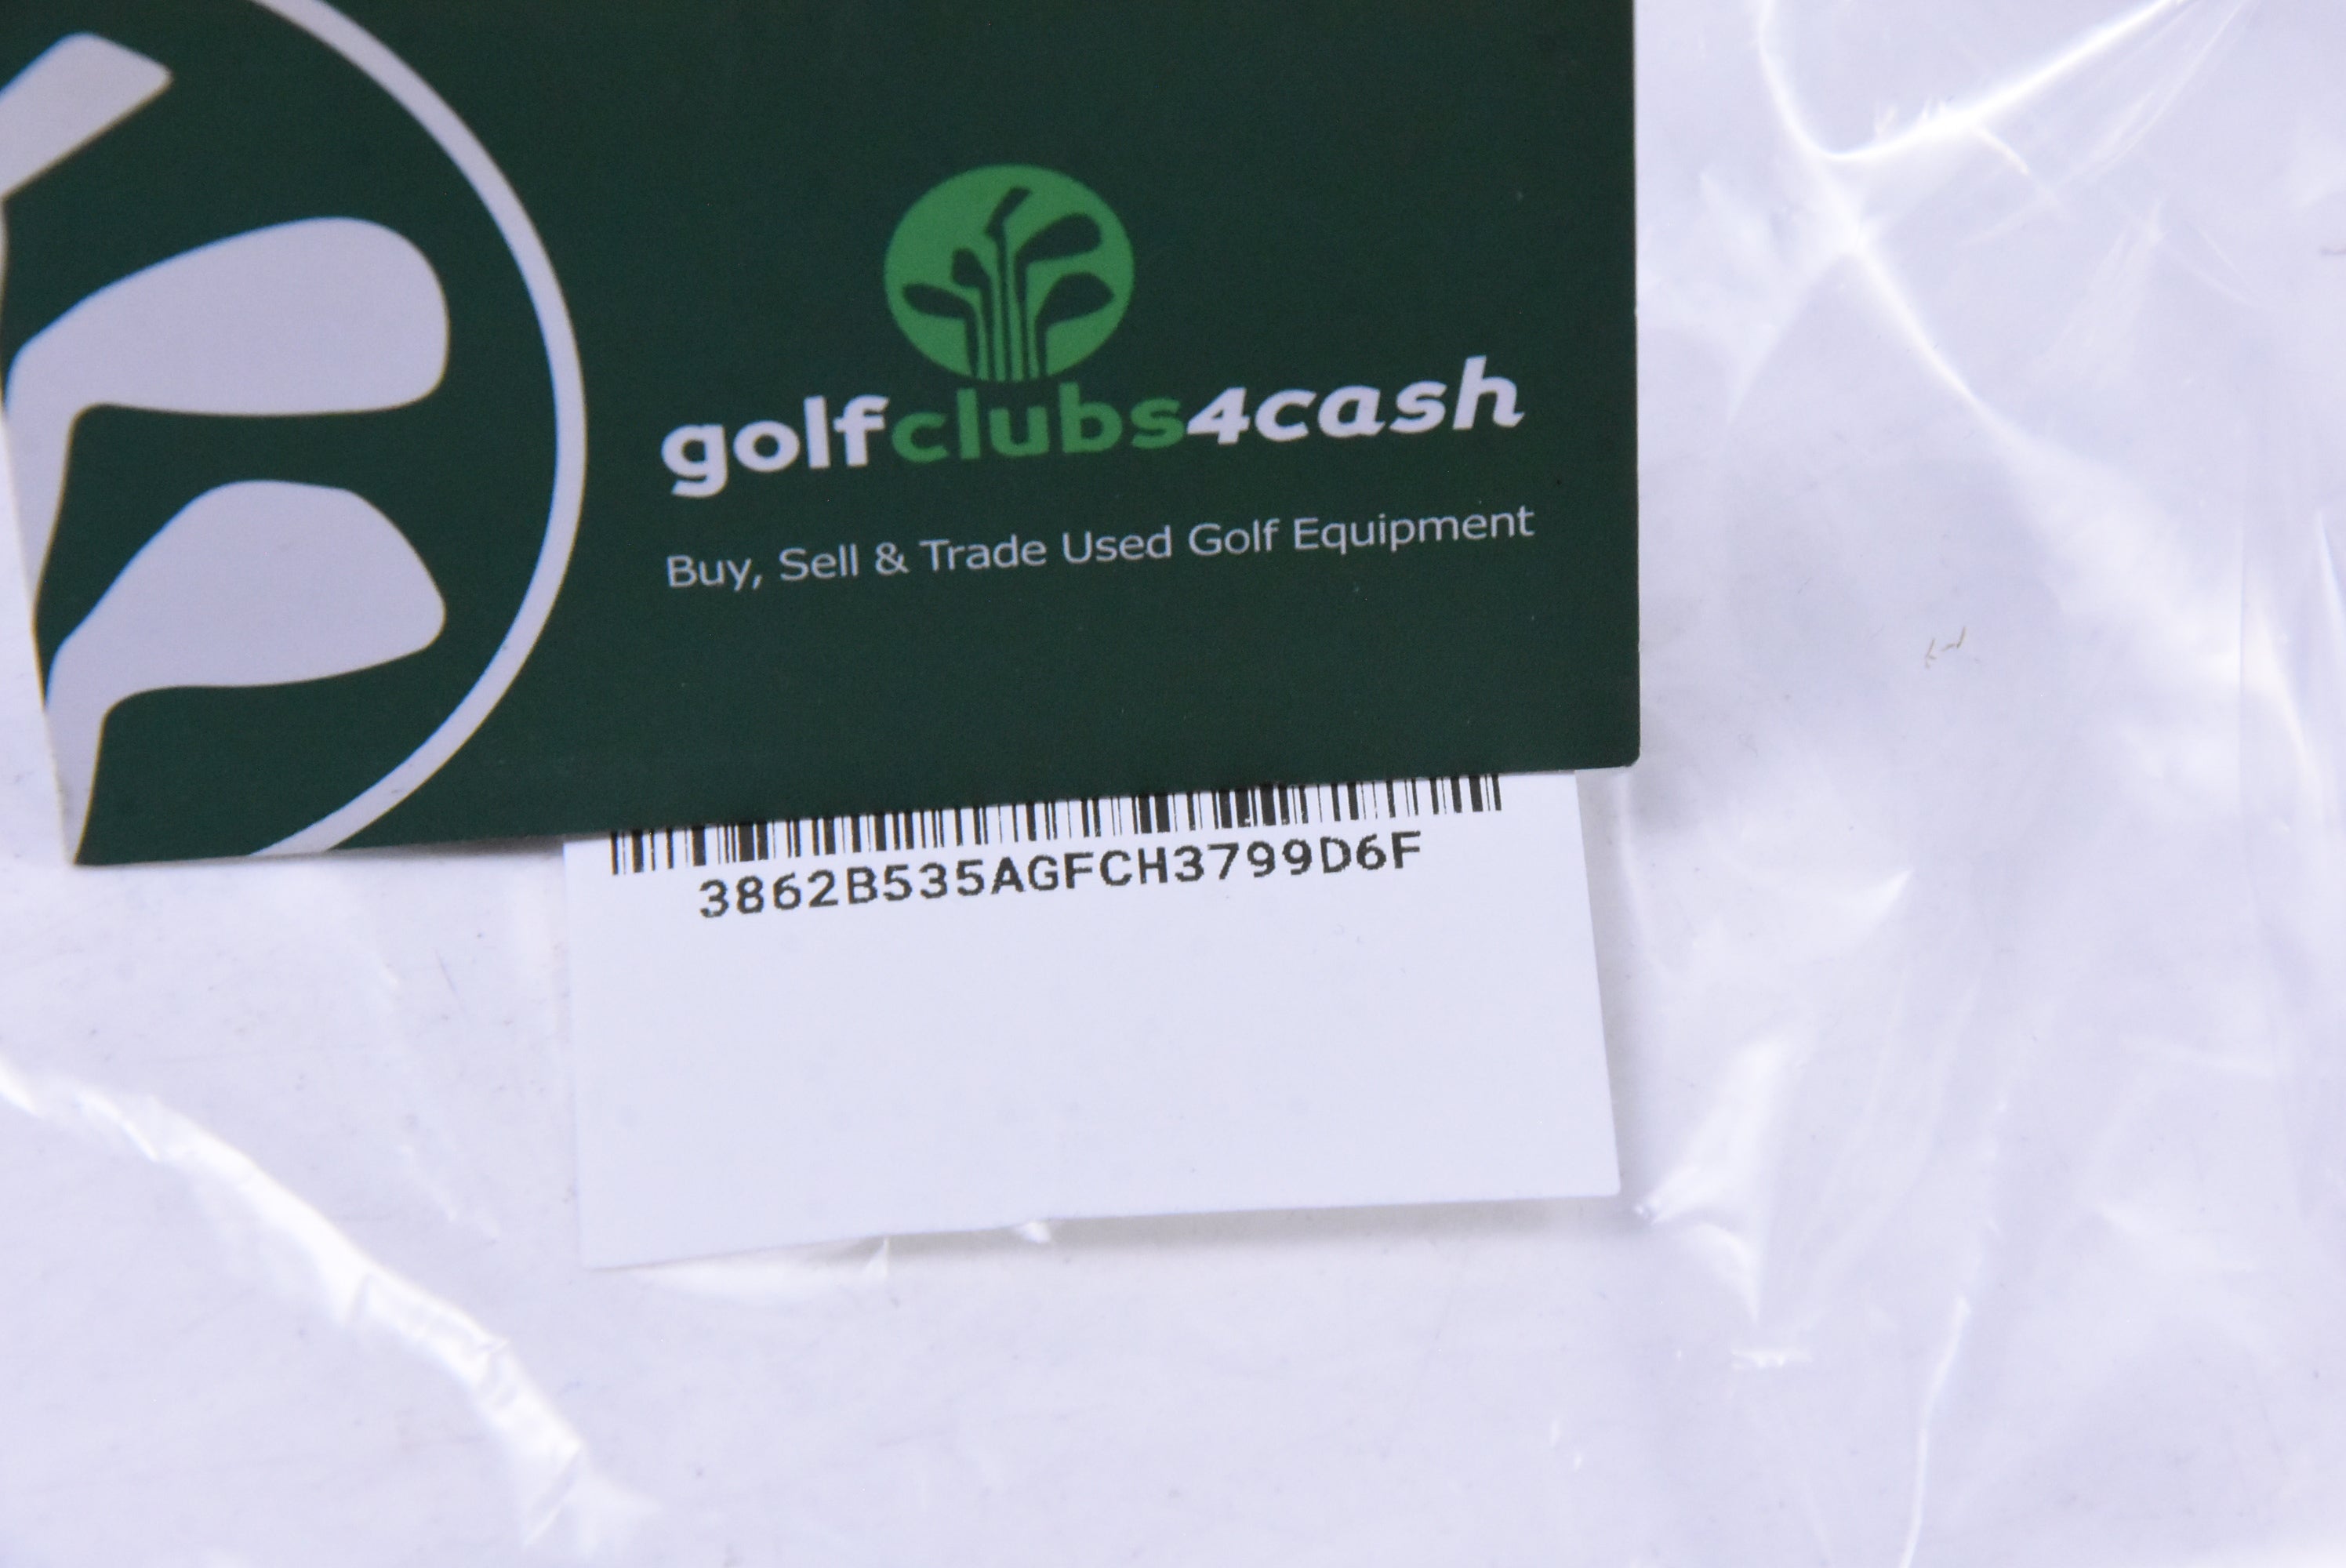 golfclubs4cash
Buy, Sell & Trade Used Golf Equipment
3862B535AGFCH3799D6F